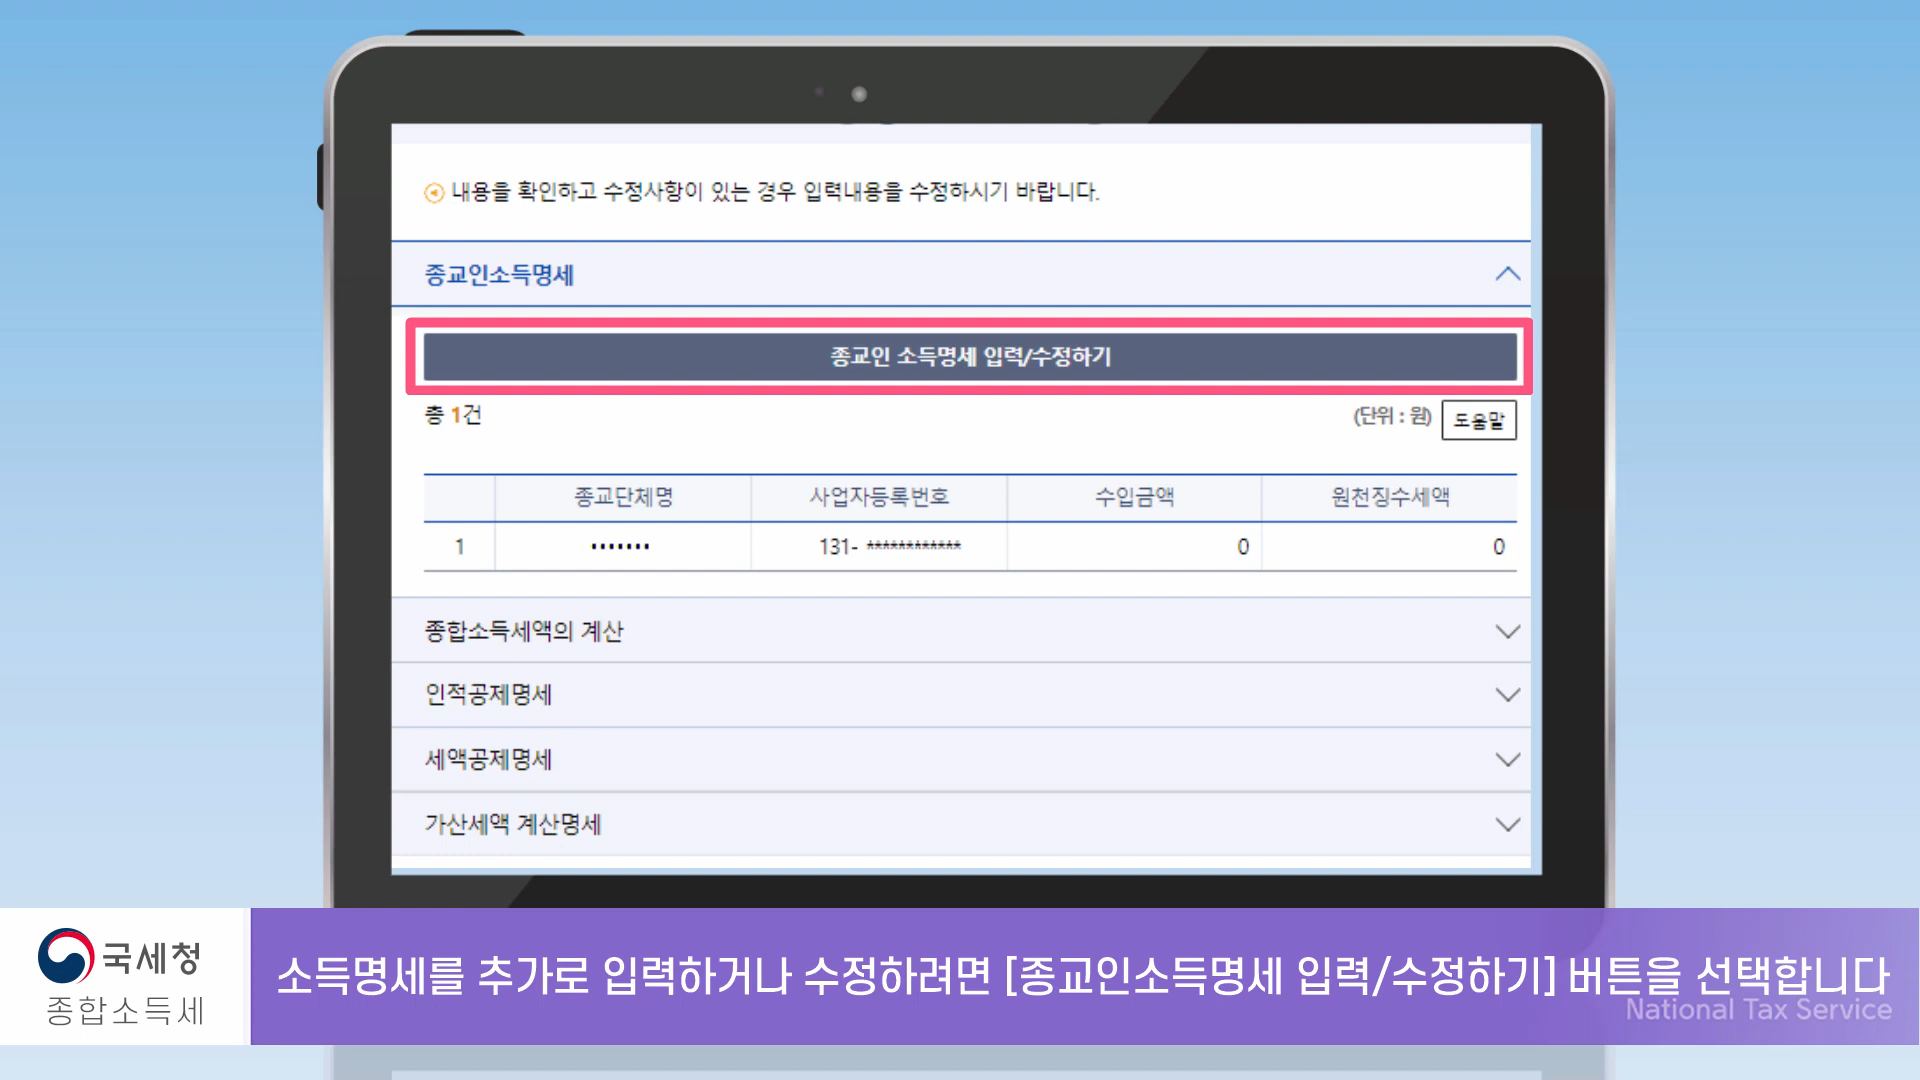 내용을 확인하고 수정사항이 있는 경우 입력내용을 수정하시기 바랍니다.
종교인소득명세
종교인 소득명세 입력/수정하기
총 1건
(단위 : 원) 도움말
종교단체명 사업자등록번호 수입금액 원천징수세액
1 ••••••• 131- ************ 0 0
종합소득세액의 계산
인적공제명세
세액공제명세
가산세액 계산명세
국세청
종합소득세
소득명세를 추가로 입력하거나 수정하려면 [종교인소득명세 입력/수정하기] 버튼을 선택합니다
National Tax Service